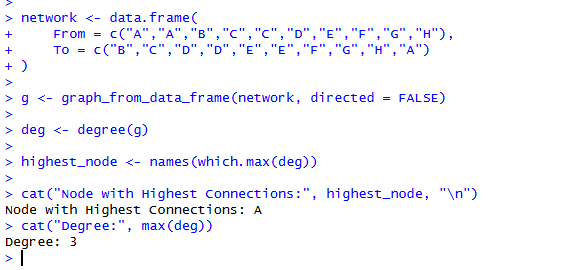 >
> network <- data.frame(
+     From = c("A","A","B","C","C","D","E","F","G","H"),
+     To = c("B","C","D","D","E","E","F","G","H","A")
+ )
>
> g <- graph_from_data_frame(network, directed = FALSE)
>
> deg <- degree(g)
>
> highest_node <- names(which.max(deg))
>
> cat("Node with Highest Connections:", highest_node, "\n")
Node with Highest Connections: A
> cat("Degree:", max(deg))
Degree: 3
>